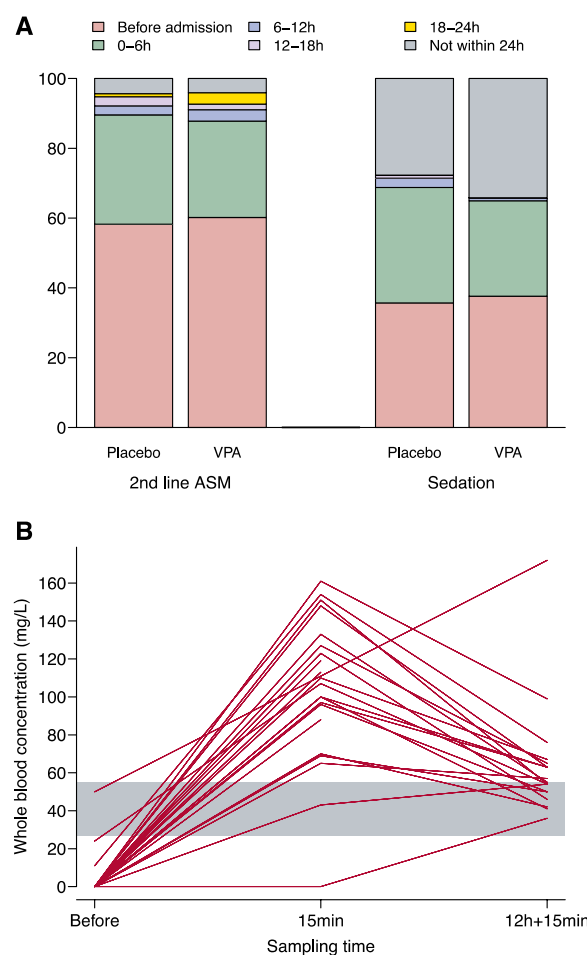 A
Before admission
0–6h
6–12h
12–18h
18–24h
Not within 24h
100
80
60
40
20
0
Placebo
VPA
Placebo
VPA
2nd line ASM
Sedation
B
Whole blood concentration (mg/L)
160
140
120
100
80
60
40
20
0
Before
15min
12h+15min
Sampling time